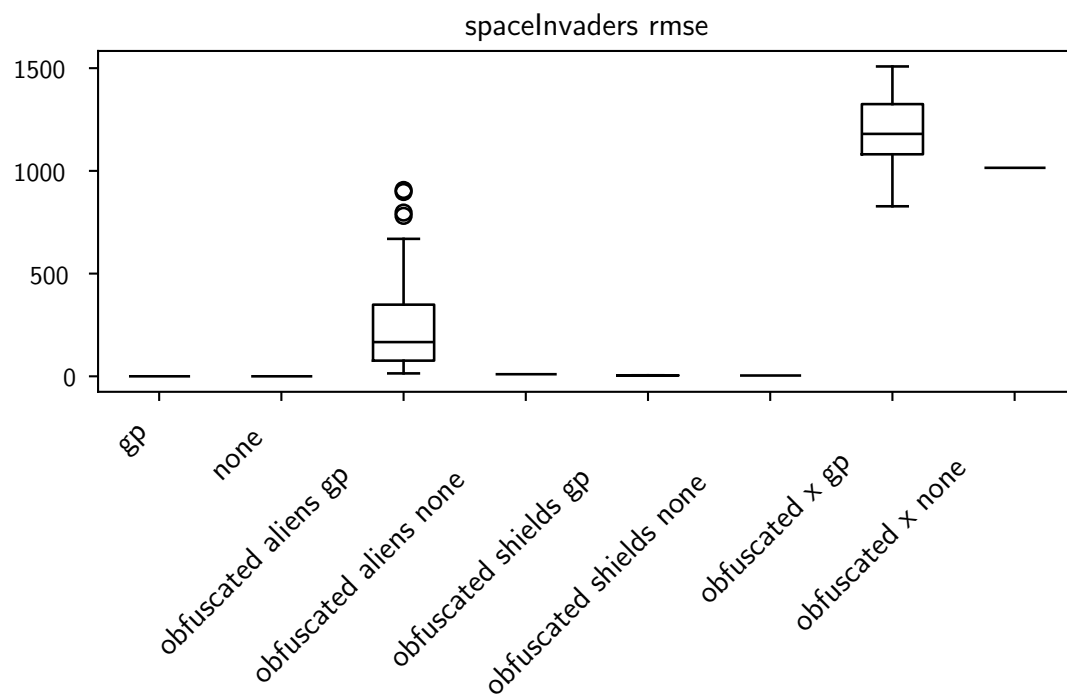 spaceInvaders rmse
1500
1000
500
0
gp
none
obfuscated aliens gp
obfuscated aliens none
obfuscated shields gp
obfuscated shields none
obfuscated x gp
obfuscated x none